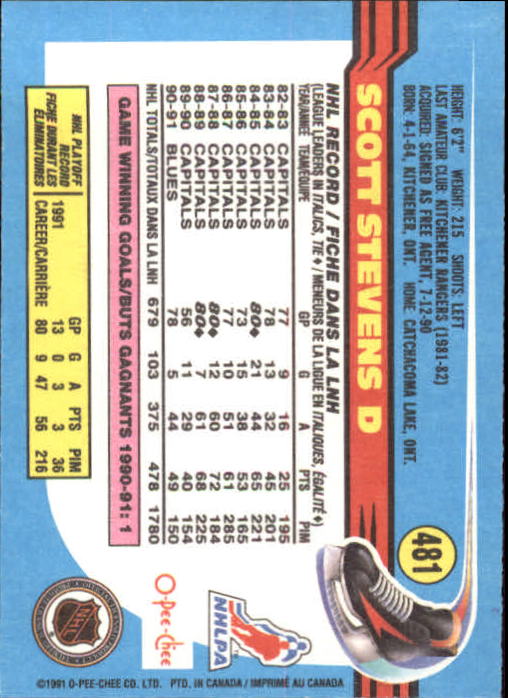 481
HEIGHT: 6'2" WEIGHT: 215 SHOOTS: LEFT
LAST AMATEUR CLUB: KITCHENER RANGERS (1981-82)
ACQUIRED: SIGNED AS FREE AGENT, 7-12-90
BORN: 4-1-64, KITCHENER, ONT. HOME CATCHACOMA LAKE, ONT.
SCOTT STEVENS D
NHL RECORD / FICHE DANS LA LNH
(LEAGUE LEADERS IN ITALICS, TIE ♦ / MENEURS DE LA LIGUE EN ITALIQUES, ÉGALITÉ ♦)
YEAR/ANNÉE TEAM/ÉQUIPE GP G A PTS PIM
82-83 CAPITALS 77 9 16 25 195
83-84 CAPITALS 78 13 32 45 201
84-85 CAPITALS 80♦ 21 44 65 221
85-86 CAPITALS 73 15 38 53 165
86-87 CAPITALS 77 10 51 61 285
87-88 CAPITALS 80♦ 12 60 72 184
88-89 CAPITALS 80♦ 7 61 68 225
89-90 CAPITALS 56 11 29 40 154
90-91 BLUES 78 5 44 49 150
NHL TOTALS/TOTAUX DANS LA LNH 679 103 375 478 1780
GAME WINNING GOALS/BUTS GAGNANTS 1990-91: 1
NHL PLAYOFF RECORD
FICHE DURANT LES ÉLIMINATOIRES
GP G A PTS PIM
1991 13 0 3 3 36
CAREER/CARRIÈRE 80 9 47 56 216
NHLPA
O-Pee-Chee
NHL
©1991 O-PEE-CHEE CO. LTD. PTD. IN CANADA / IMPRIMÉ AU CANADA